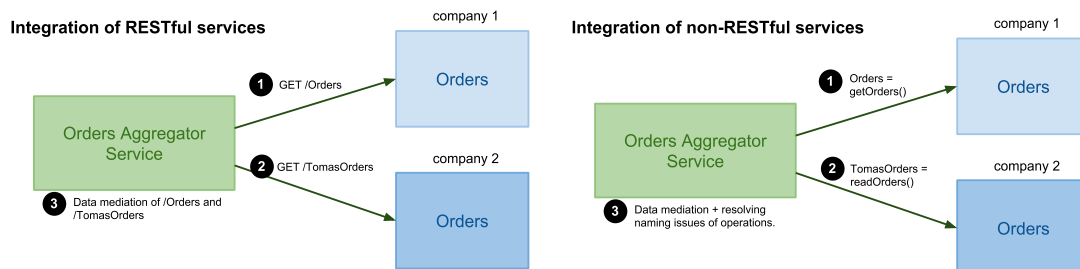 Integration of RESTful services
company 1
Orders
1 GET /Orders
Orders Aggregator
Service
2 GET /TomasOrders
company 2
Orders
3 Data mediation of /Orders and
/TomasOrders
Integration of non-RESTful services
company 1
Orders
1 Orders =
getOrders()
Orders Aggregator
Service
2 TomasOrders =
readOrders()
company 2
Orders
3 Data mediation + resolving
naming issues of operations.